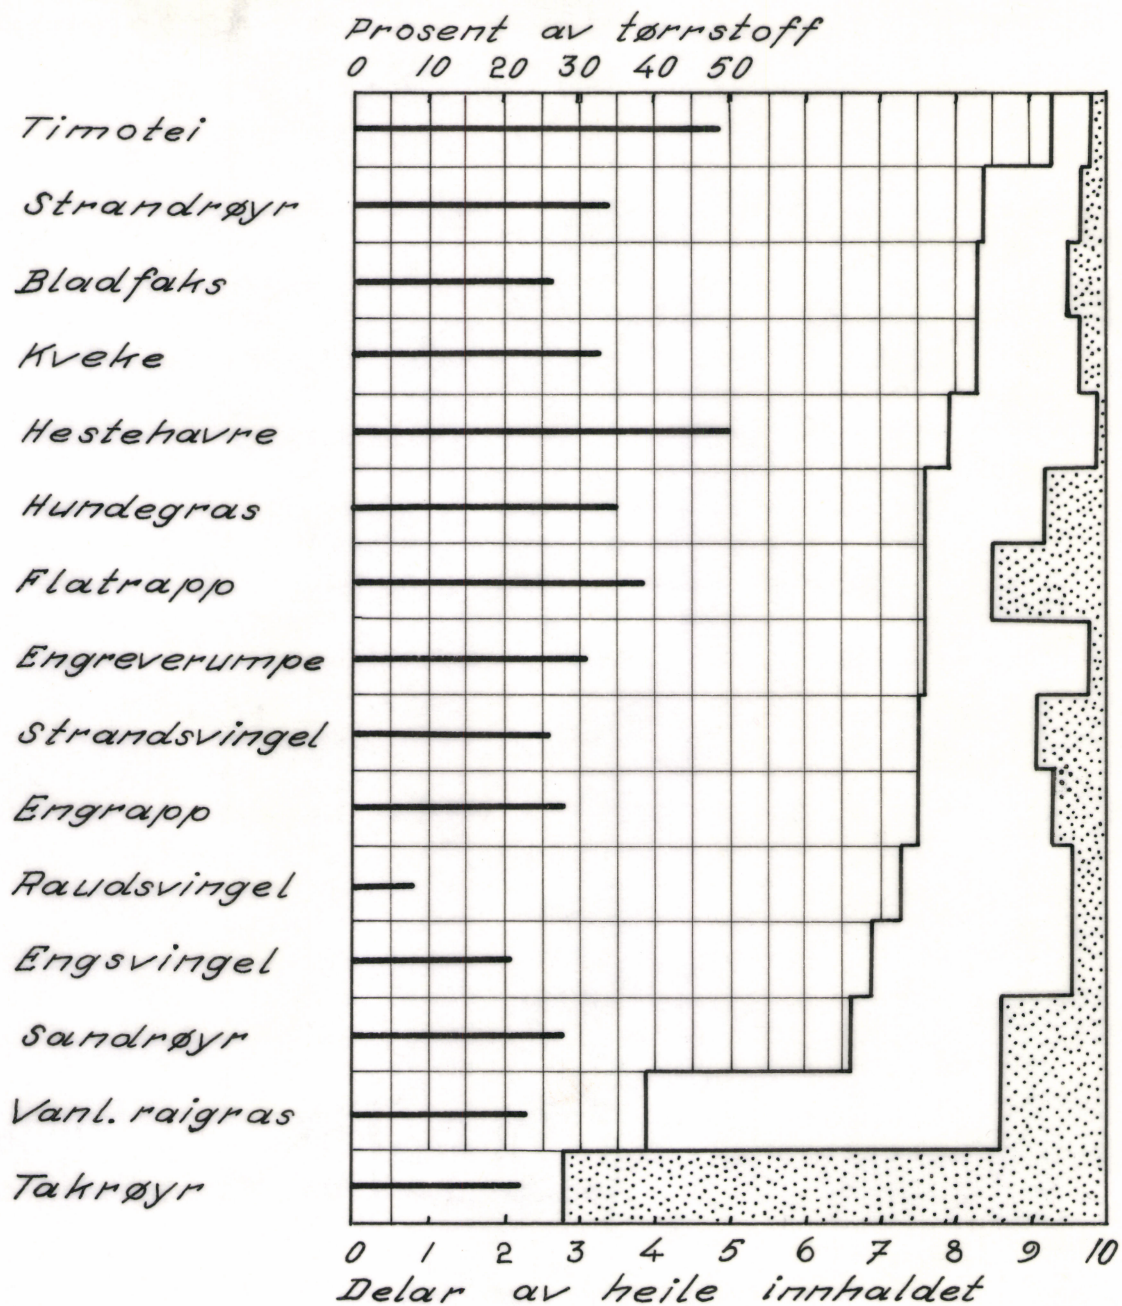 Prosent av tørrstoff
0 10 20 30 40 50
Timotei
Strandrøyr
Bladfaks
Kveke
Hestehavre
Hundegras
Flatrapp
Engreverumpe
Strandsvingel
Engrapp
Raudsvingel
Engsvingel
Sandrøyr
Vanl. raigras
Takrøyr
0 1 2 3 4 5 6 7 8 9 10
Delar av heile innhaldet